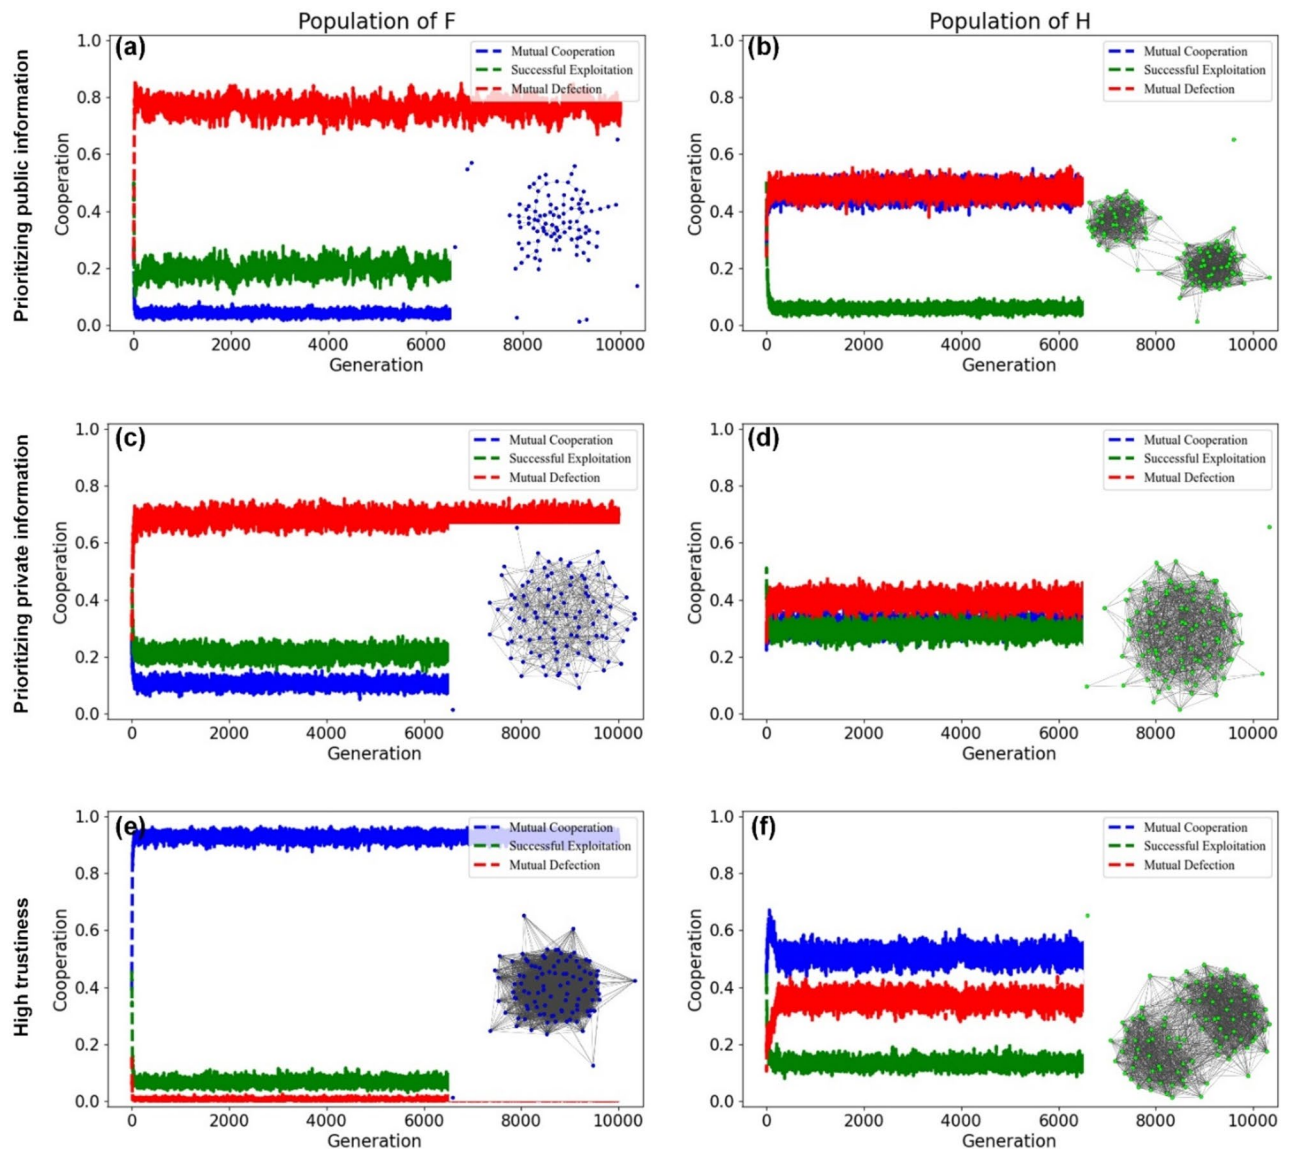 Population of F
Population of H
Prioritizing public information
(a)
Mutual Cooperation
Successful Exploitation
Mutual Defection
Cooperation
1.0
0.8
0.6
0.4
0.2
0.0
0 2000 4000 6000 8000 10000
Generation
(b)
Mutual Cooperation
Successful Exploitation
Mutual Defection
Cooperation
1.0
0.8
0.6
0.4
0.2
0.0
0 2000 4000 6000 8000 10000
Generation
Prioritizing private information
(c)
Mutual Cooperation
Successful Exploitation
Mutual Defection
Cooperation
1.0
0.8
0.6
0.4
0.2
0.0
0 2000 4000 6000 8000 10000
Generation
(d)
Mutual Cooperation
Successful Exploitation
Mutual Defection
Cooperation
1.0
0.8
0.6
0.4
0.2
0.0
0 2000 4000 6000 8000 10000
Generation
High trustiness
(e)
Mutual Cooperation
Successful Exploitation
Mutual Defection
Cooperation
1.0
0.8
0.6
0.4
0.2
0.0
0 2000 4000 6000 8000 10000
Generation
(f)
Mutual Cooperation
Successful Exploitation
Mutual Defection
Cooperation
1.0
0.8
0.6
0.4
0.2
0.0
0 2000 4000 6000 8000 10000
Generation